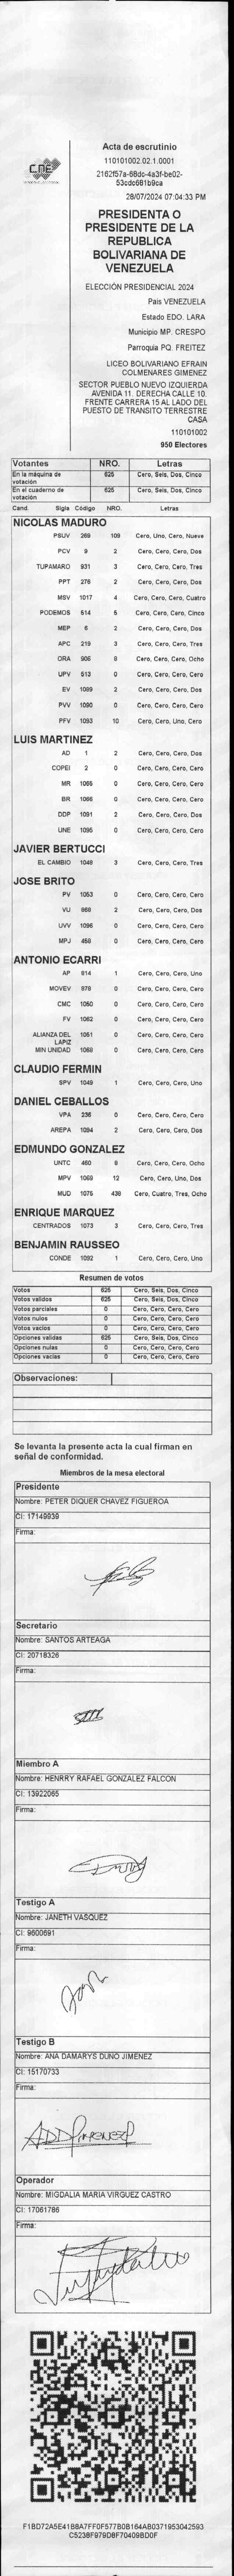 CNE
Acta de escrutinio
110101002.02.1.0001
2162f57a-68dc-4a3f-be02-
53cdc681b9ca
28/07/2024 07:04:33 PM
PRESIDENTA O
PRESIDENTE DE LA
REPUBLICA
BOLIVARIANA DE
VENEZUELA
ELECCIÓN PRESIDENCIAL 2024
País VENEZUELA
Estado EDO. LARA
Municipio MP. CRESPO
Parroquia PQ. FREITEZ
LICEO BOLIVARIANO EFRAIN
COLMENARES GIMENEZ
SECTOR PUEBLO NUEVO IZQUIERDA
AVENIDA 11. DERECHA CALLE 10.
FRENTE CARRERA 15 AL LADO DEL
PUESTO DE TRANSITO TERRESTRE
CASA
110101002
950 Electores
Votantes NRO. Letras
En la máquina de votación 625 Cero, Seis, Dos, Cinco
En el cuaderno de votación 625 Cero, Seis, Dos, Cinco
Cand. Sigla Código NRO. Letras
NICOLAS MADURO
PSUV 269 109 Cero, Uno, Cero, Nueve
PCV 9 2 Cero, Cero, Cero, Dos
TUPAMARO 931 3 Cero, Cero, Cero, Tres
PPT 275 2 Cero, Cero, Cero, Dos
MSV 1017 4 Cero, Cero, Cero, Cuatro
PODEMOS 514 5 Cero, Cero, Cero, Cinco
MEP 6 2 Cero, Cero, Cero, Dos
APC 219 3 Cero, Cero, Cero, Tres
ORA 906 8 Cero, Cero, Cero, Ocho
UPV 513 0 Cero, Cero, Cero, Cero
EV 1089 2 Cero, Cero, Cero, Dos
PVV 1090 0 Cero, Cero, Cero, Cero
PFV 1093 10 Cero, Cero, Uno, Cero
LUIS MARTINEZ
AD 1 2 Cero, Cero, Cero, Dos
COPEI 2 0 Cero, Cero, Cero, Cero
MR 1065 0 Cero, Cero, Cero, Cero
BR 1066 0 Cero, Cero, Cero, Cero
DDP 1091 2 Cero, Cero, Cero, Dos
UNE 1095 0 Cero, Cero, Cero, Cero
JAVIER BERTUCCI
EL CAMBIO 1048 3 Cero, Cero, Cero, Tres
JOSE BRITO
PV 1053 0 Cero, Cero, Cero, Cero
VU 868 2 Cero, Cero, Cero, Dos
UVV 1096 0 Cero, Cero, Cero, Cero
MPJ 458 0 Cero, Cero, Cero, Cero
ANTONIO ECARRI
AP 914 1 Cero, Cero, Cero, Uno
MOVEV 978 0 Cero, Cero, Cero, Cero
CMC 1050 0 Cero, Cero, Cero, Cero
FV 1062 0 Cero, Cero, Cero, Cero
ALIANZA DEL LAPIZ 1051 0 Cero, Cero, Cero, Cero
MIN UNIDAD 1068 0 Cero, Cero, Cero, Cero
CLAUDIO FERMIN
SPV 1049 1 Cero, Cero, Cero, Uno
DANIEL CEBALLOS
VPA 236 0 Cero, Cero, Cero, Cero
AREPA 1094 2 Cero, Cero, Cero, Dos
EDMUNDO GONZALEZ
UNTC 460 8 Cero, Cero, Cero, Ocho
MPV 1069 12 Cero, Cero, Uno, Dos
MUD 1075 438 Cero, Cuatro, Tres, Ocho
ENRIQUE MARQUEZ
CENTRADOS 1073 3 Cero, Cero, Cero, Tres
BENJAMIN RAUSSEO
CONDE 1092 1 Cero, Cero, Cero, Uno
Resumen de votos
Votos 625 Cero, Seis, Dos, Cinco
Votos validos 625 Cero, Seis, Dos, Cinco
Votos parciales 0 Cero, Cero, Cero, Cero
Votos nulos 0 Cero, Cero, Cero, Cero
Votos vacios 0 Cero, Cero, Cero, Cero
Opciones validas 625 Cero, Seis, Dos, Cinco
Opciones nulas 0 Cero, Cero, Cero, Cero
Opciones vacias 0 Cero, Cero, Cero, Cero
Observaciones:
Se levanta la presente acta la cual firman en
señal de conformidad.
Miembros de la mesa electoral
Presidente
Nombre: PETER DIQUER CHAVEZ FIGUEROA
CI: 17149939
Firma:
Secretario
Nombre: SANTOS ARTEAGA
CI: 20718326
Firma:
Miembro A
Nombre: HENRRY RAFAEL GONZALEZ FALCON
CI: 13922065
Firma:
Testigo A
Nombre: JANETH VASQUEZ
CI: 9600691
Firma:
Testigo B
Nombre: ANA DAMARYS DUNO JIMENEZ
CI: 15170733
Firma:
Operador
Nombre: MIGDALIA MARIA VIRGUEZ CASTRO
CI: 17061786
Firma:
F1BD72A5E41B8A7FF0F577B0B164AB0371953042593
C5238F979D8F70409BD0F